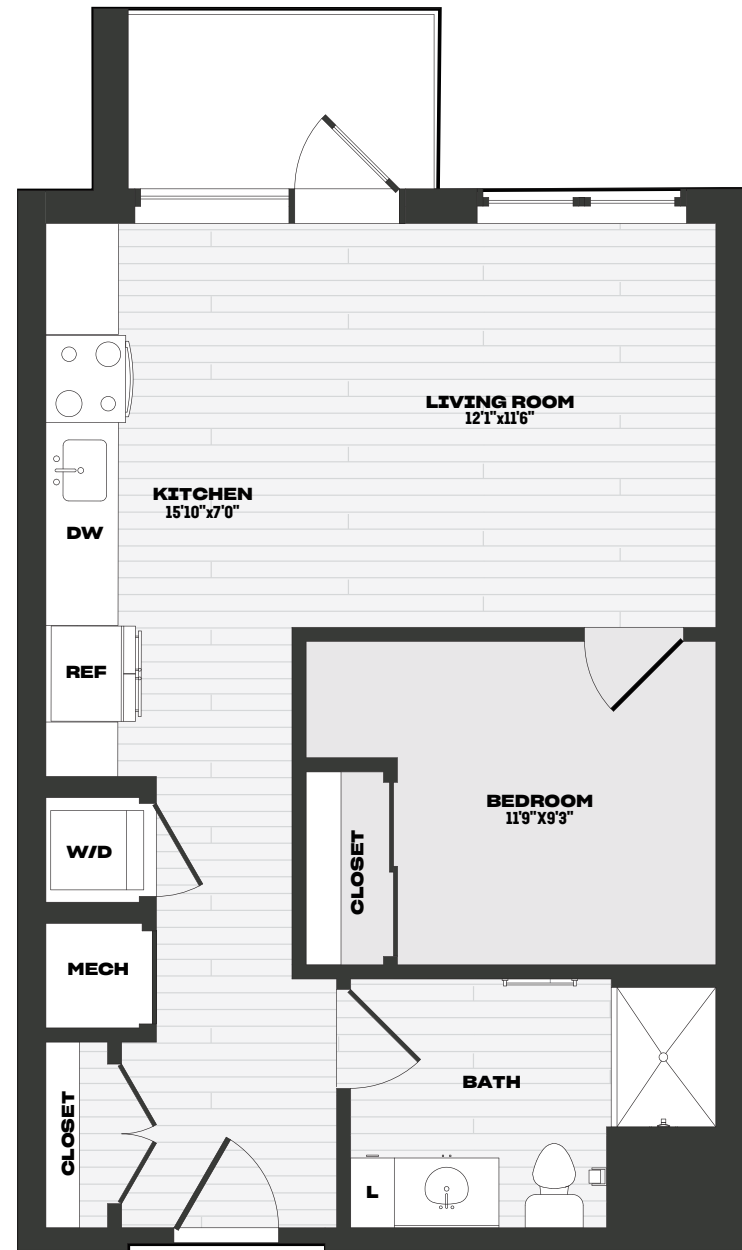 LIVING ROOM
12'1"x11'6"
KITCHEN
15'10"x7'0"
DW
REF
BEDROOM
11'9"X9'3"
W/D
CLOSET
MECH
BATH
CLOSET
L